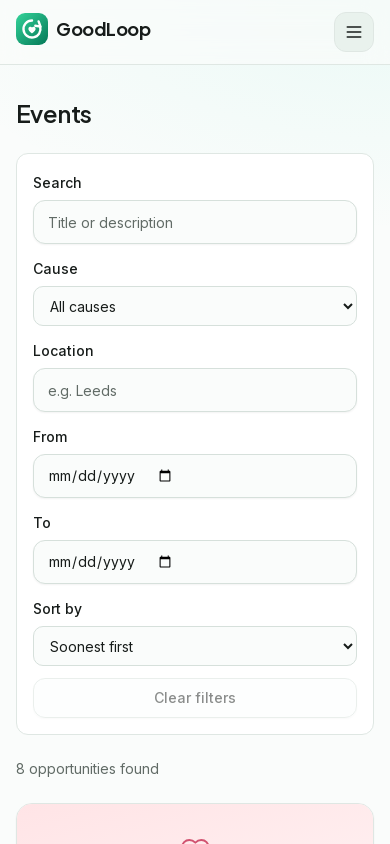 GoodLoop
Events
Search
Title or description
Cause
All causes
Location
e.g. Leeds
From
mm/dd/yyyy
To
mm/dd/yyyy
Sort by
Soonest first
Clear filters
8 opportunities found